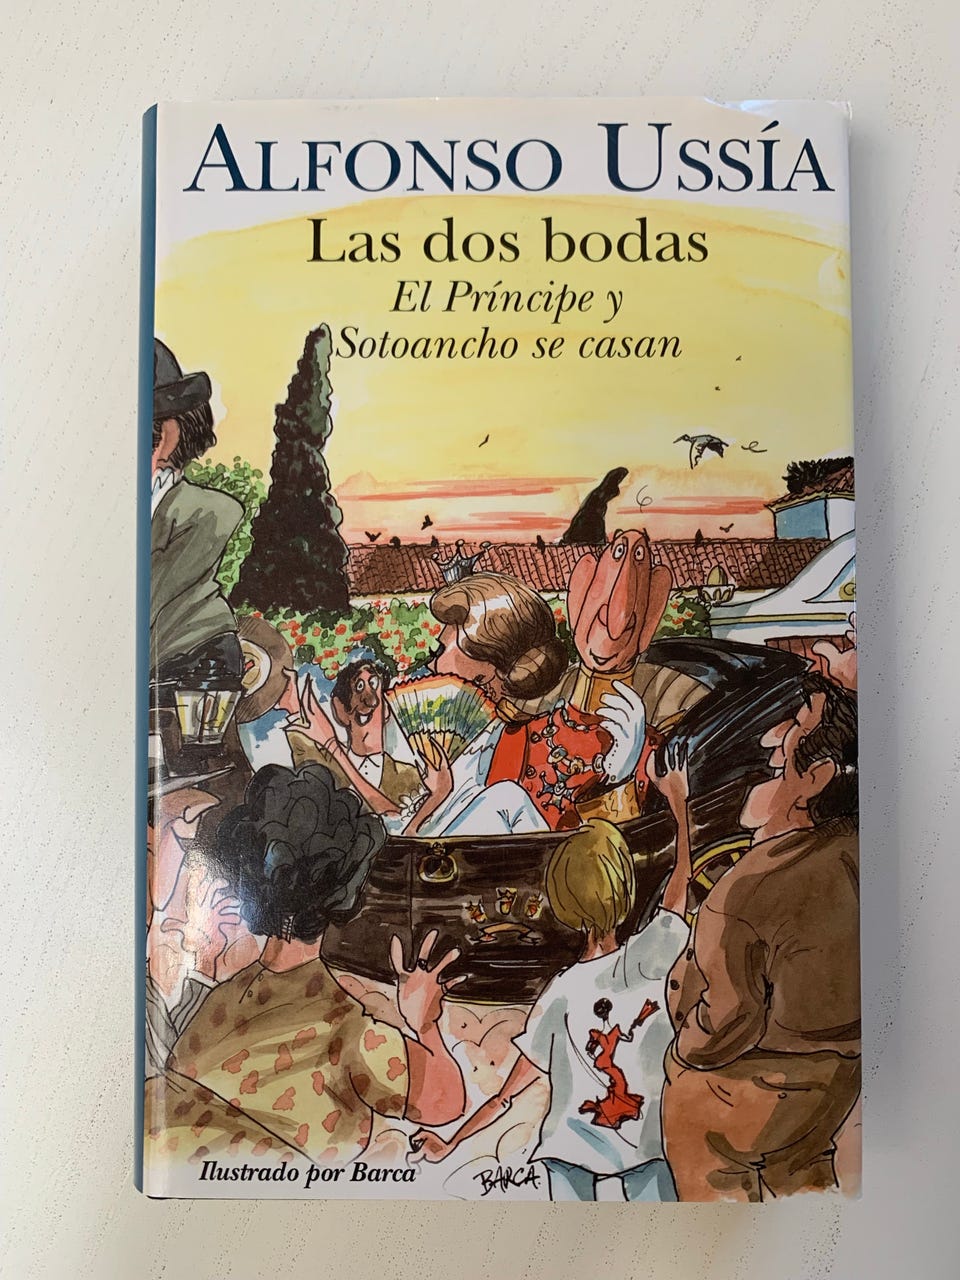 ALFONSO USSÍA
Las dos bodas
El Príncipe y
Sotoancho se casan
Ilustrado por Barca
BARCA.